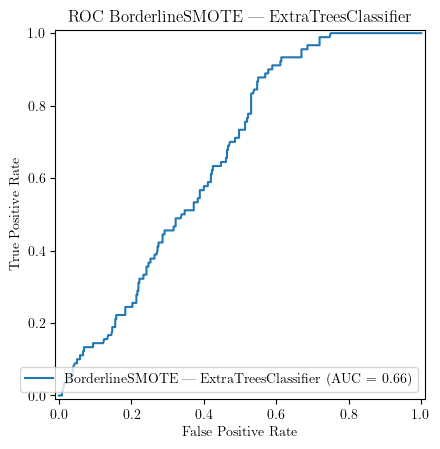 ROC BorderlineSMOTE — ExtraTreesClassifier
1.0
0.8
0.6
0.4
0.2
0.0
True Positive Rate
BorderlineSMOTE — ExtraTreesClassifier (AUC = 0.66)
0.0 0.2 0.4 0.6 0.8 1.0
False Positive Rate